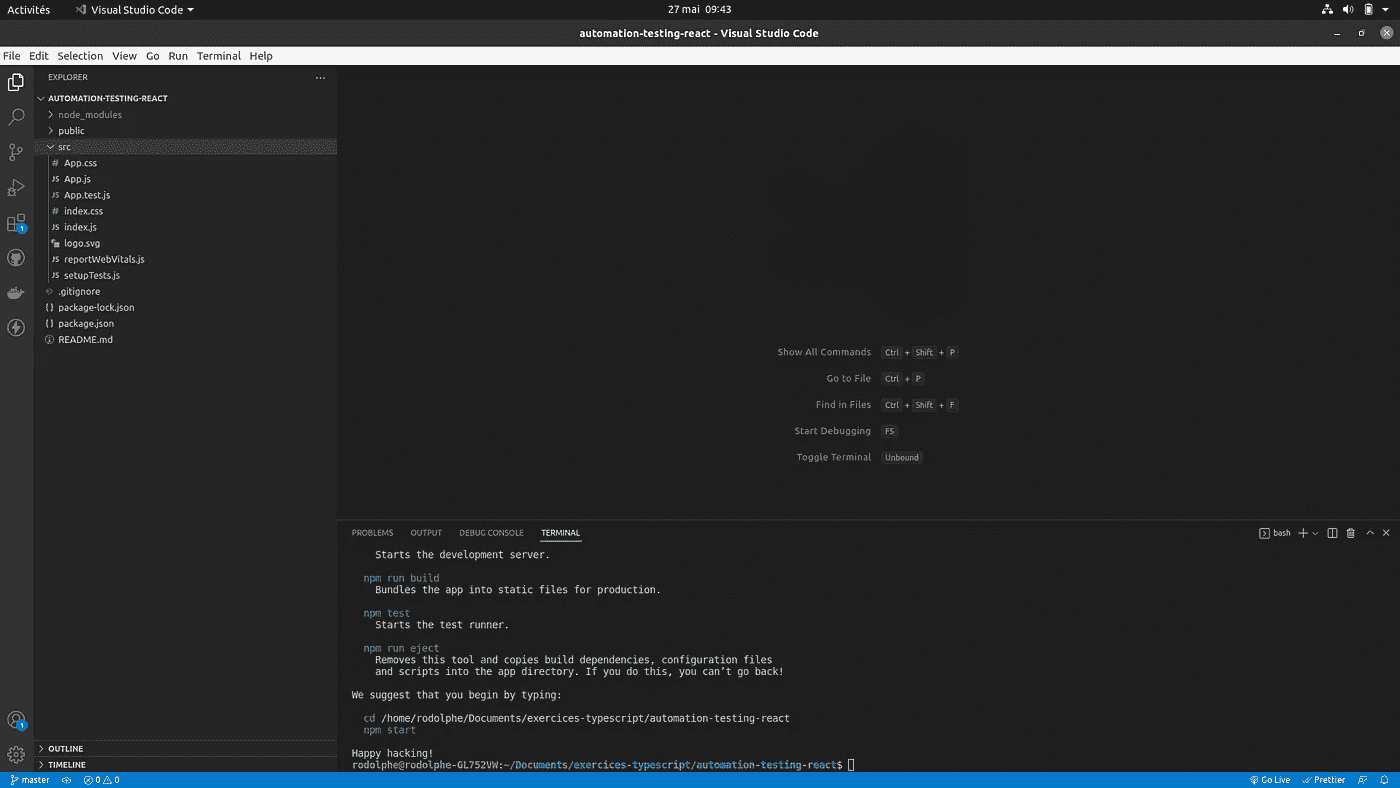 Activités Visual Studio Code 27 mai 09:43
automation-testing-react - Visual Studio Code
File Edit Selection View Go Run Terminal Help
EXPLORER
AUTOMATION-TESTING-REACT
node_modules
public
src
# App.css
JS App.js
JS App.test.js
# index.css
JS index.js
logo.svg
JS reportWebVitals.js
JS setupTests.js
.gitignore
{} package-lock.json
{} package.json
README.md
1
Show All Commands Ctrl + Shift + P
Go to File Ctrl + P
Find in Files Ctrl + Shift + F
Start Debugging F5
Toggle Terminal Unbound
PROBLEMS OUTPUT DEBUG CONSOLE TERMINAL bash
Starts the development server.
npm run build
Bundles the app into static files for production.
npm test
Starts the test runner.
npm run eject
Removes this tool and copies build dependencies, configuration files
and scripts into the app directory. If you do this, you can’t go back!
We suggest that you begin by typing:
cd /home/rodolphe/Documents/exercices-typescript/automation-testing-react
npm start
Happy hacking!
rodolphe@rodolphe-GL752VW:~/Documents/exercices-typescript/automation-testing-react$
1
OUTLINE
TIMELINE
master 0 0 Go Live Prettier